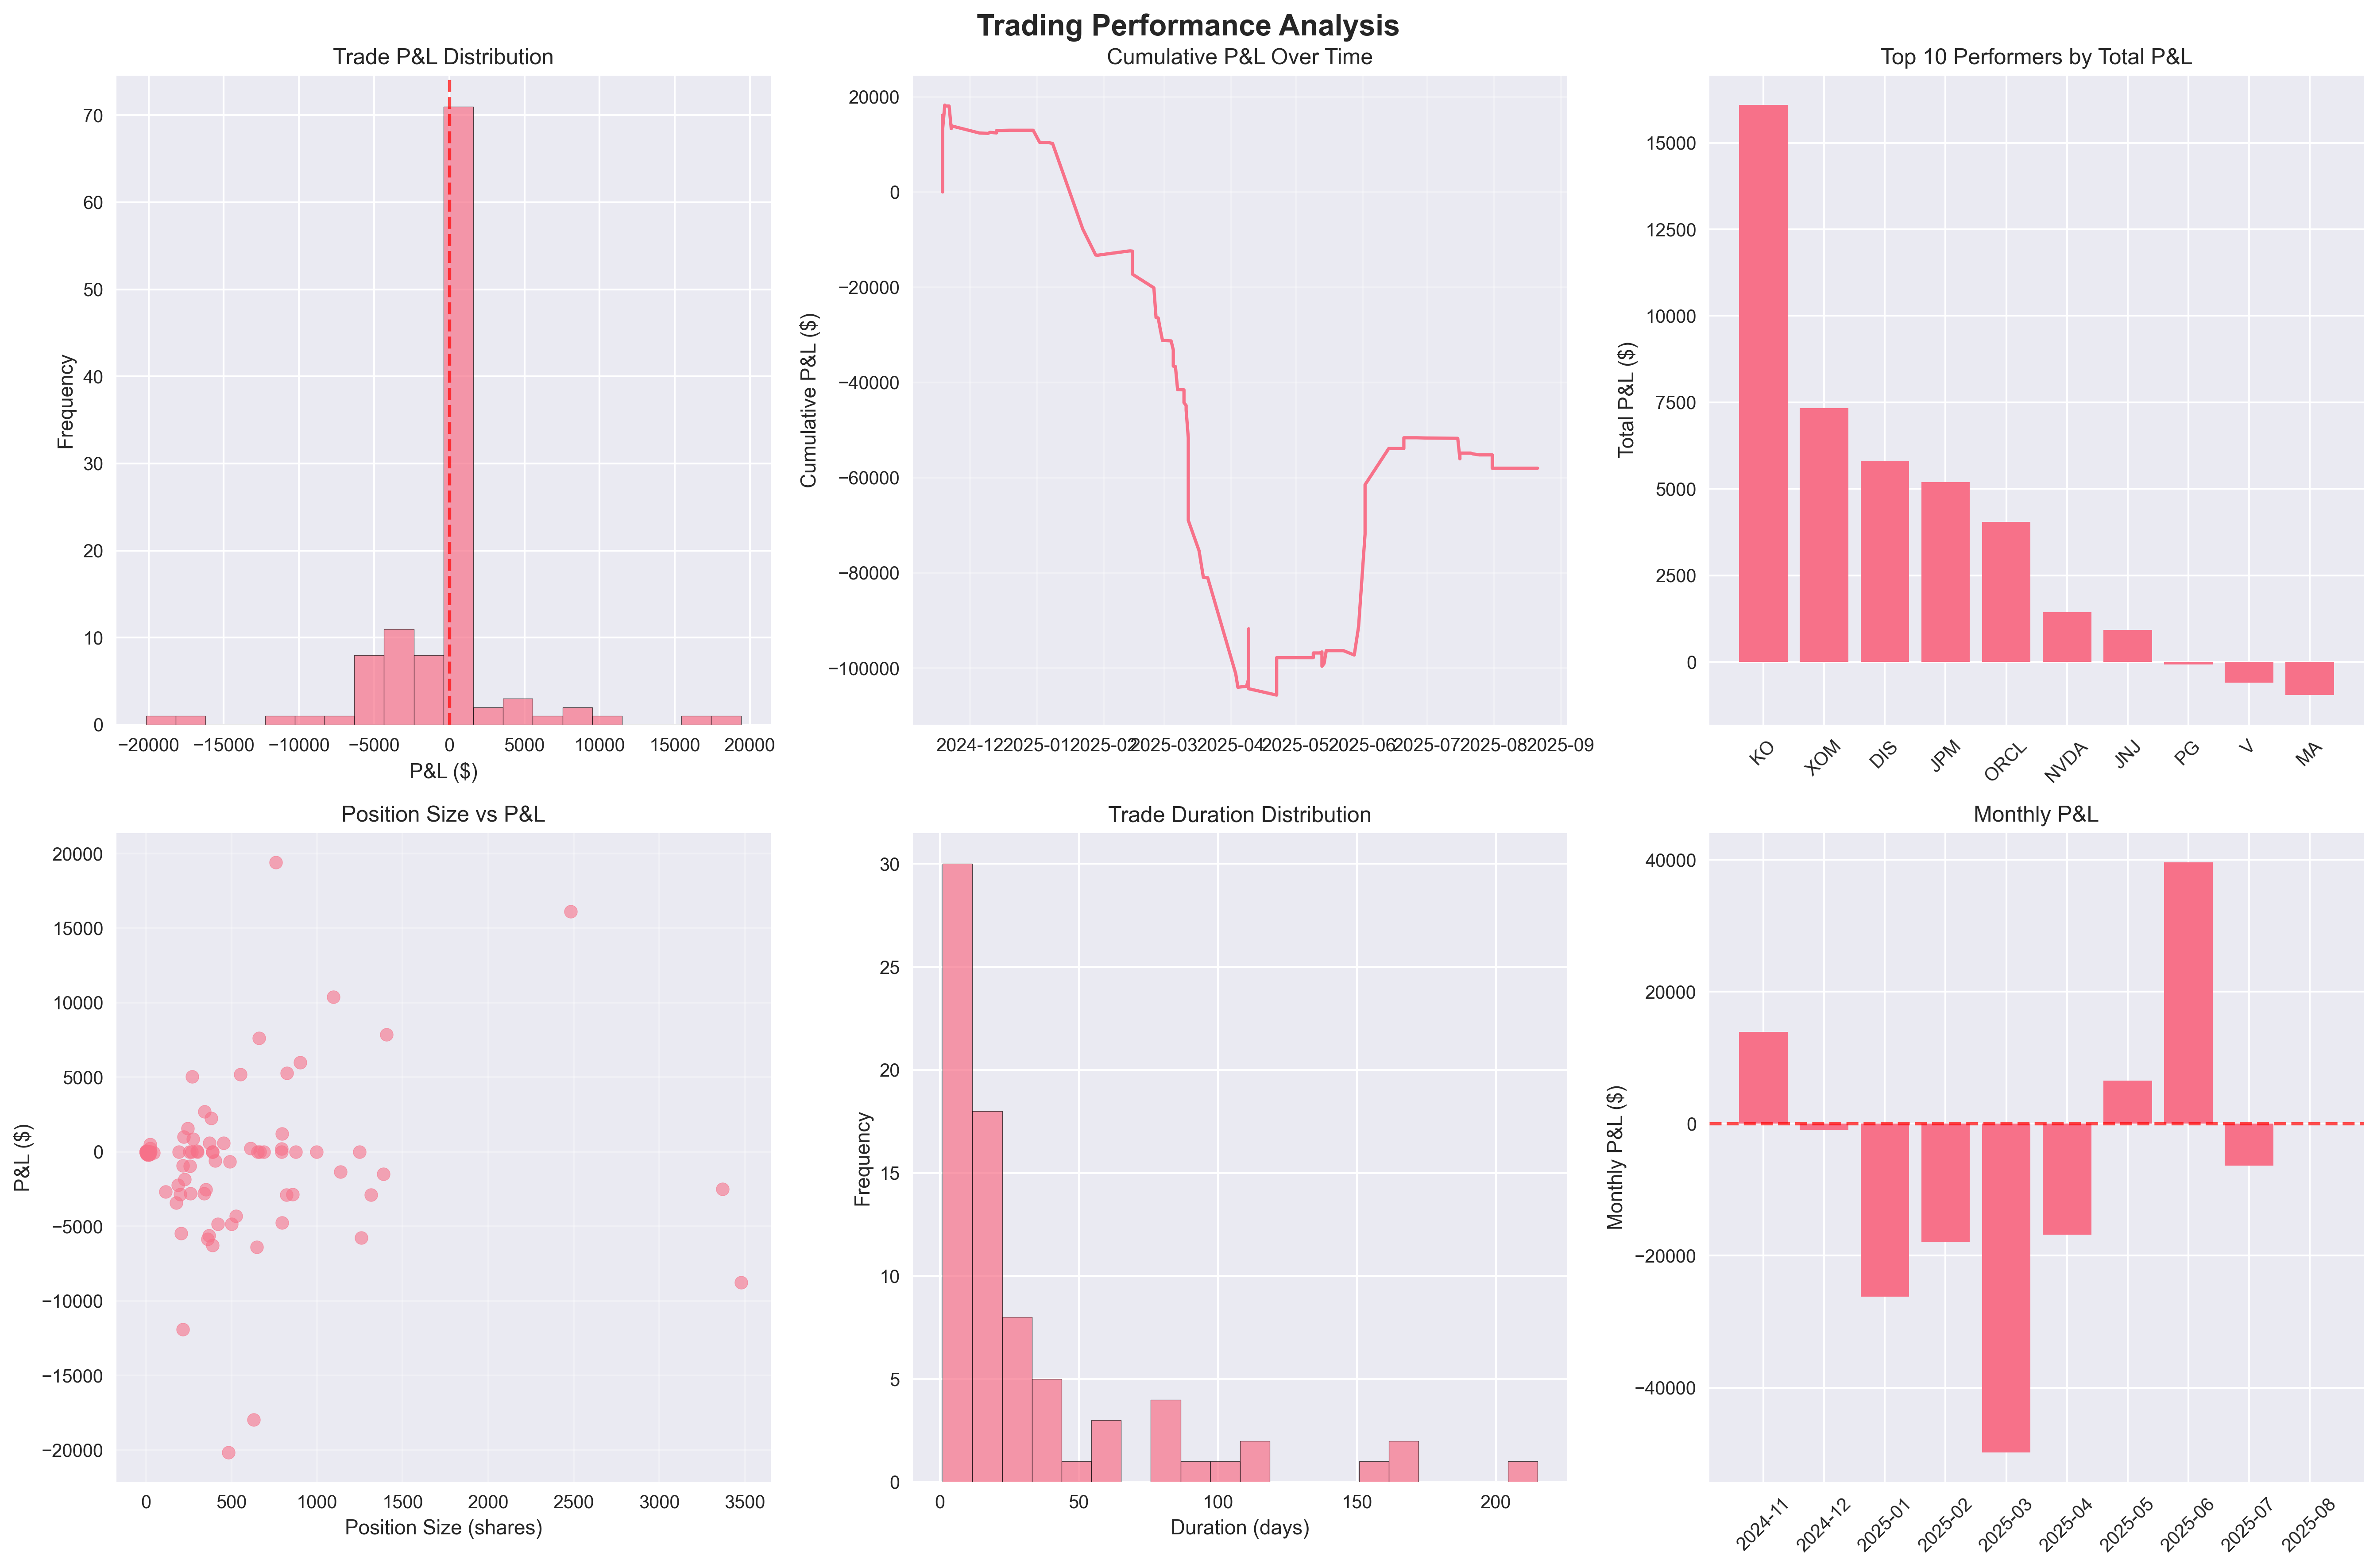 Trading Performance Analysis
Trade P&L Distribution
70
60
50
40
30
20
10
0
Frequency
−20000 −15000 −10000 −5000 0 5000 10000 15000 20000
P&L ($)
Cumulative P&L Over Time
20000
0
−20000
−40000
−60000
−80000
−100000
Cumulative P&L ($)
2024-12 2025-01 2025-02 2025-03 2025-04 2025-05 2025-06 2025-07 2025-08 2025-09
Top 10 Performers by Total P&L
15000
12500
10000
7500
5000
2500
0
Total P&L ($)
KO XOM DIS JPM ORCL NVDA JNJ PG V MA
Position Size vs P&L
20000
15000
10000
5000
0
−5000
−10000
−15000
−20000
P&L ($)
0 500 1000 1500 2000 2500 3000 3500
Position Size (shares)
Trade Duration Distribution
30
25
20
15
10
5
0
Frequency
0 50 100 150 200
Duration (days)
Monthly P&L
40000
20000
0
−20000
−40000
Monthly P&L ($)
2024-11 2024-12 2025-01 2025-02 2025-03 2025-04 2025-05 2025-06 2025-07 2025-08